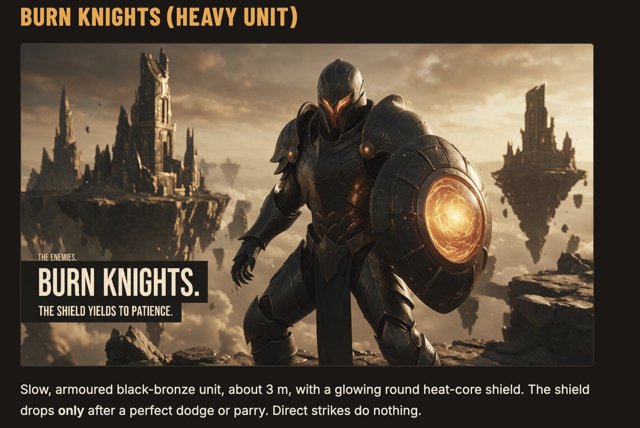 BURN KNIGHTS (HEAVY UNIT)
THE ENEMIES.
BURN KNIGHTS.
THE SHIELD YIELDS TO PATIENCE.
Slow, armoured black-bronze unit, about 3 m, with a glowing round heat-core shield. The shield
drops only after a perfect dodge or parry. Direct strikes do nothing.